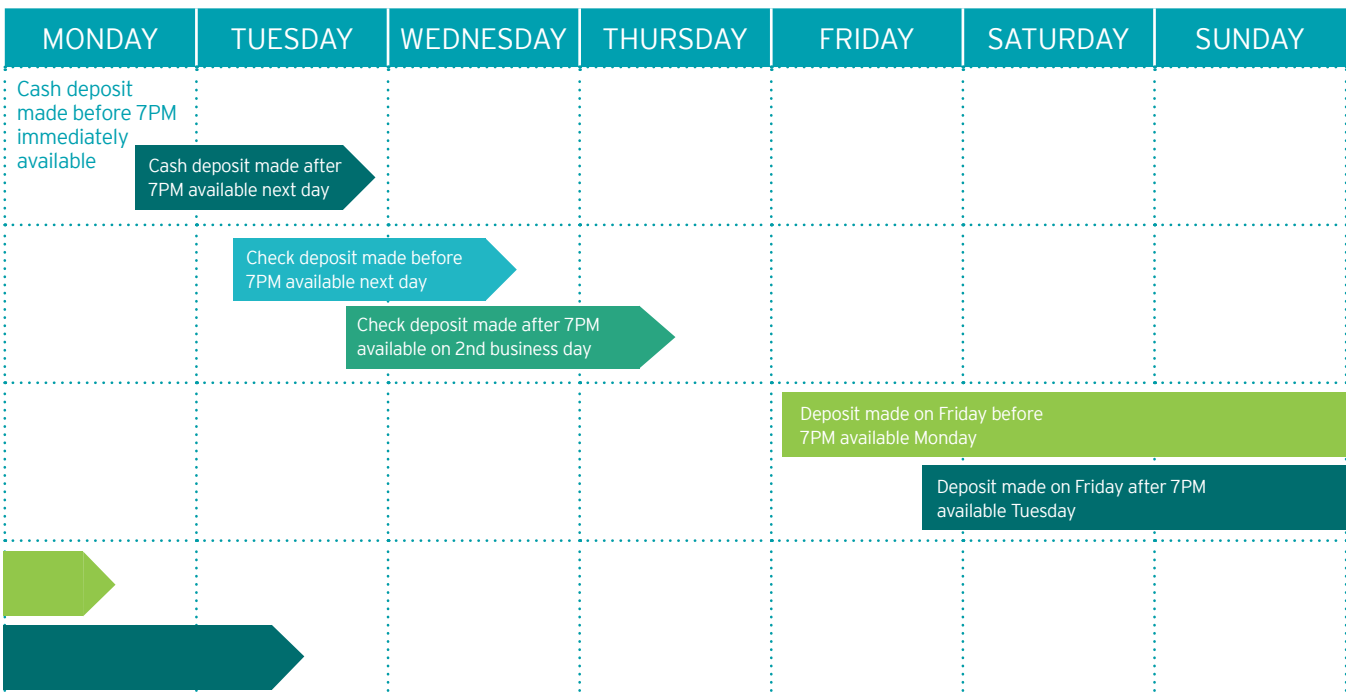 MONDAY
TUESDAY
WEDNESDAY
THURSDAY
FRIDAY
SATURDAY
SUNDAY
Cash deposit
made before 7PM
immediately
available
Cash deposit made after
7PM available next day
Check deposit made before
7PM available next day
Check deposit made after 7PM
available on 2nd business day
Deposit made on Friday before
7PM available Monday
Deposit made on Friday after 7PM
available Tuesday